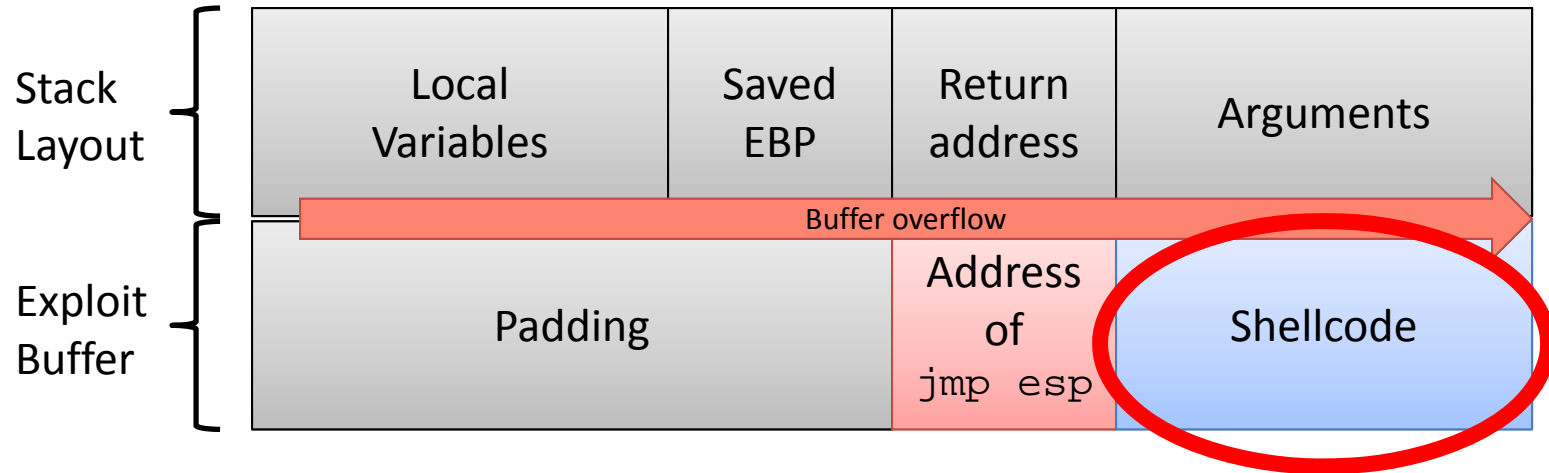 Stack
Layout
Local
Variables
Saved
EBP
Return
address
Arguments
Buffer overflow
Exploit
Buffer
Padding
Address
of
jmp esp
Shellcode